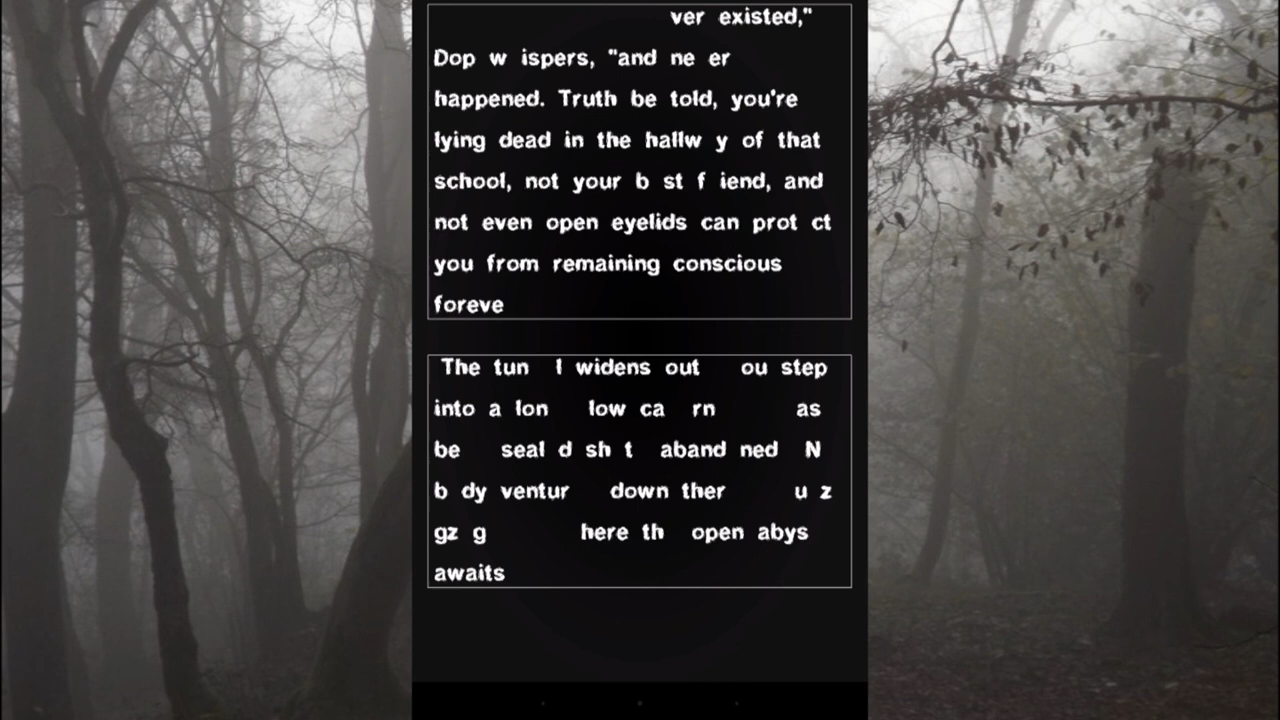 ver existed,"
Dop w ispers, "and ne er
happened. Truth be told, you're
lying dead in the hallw y of that
school, not your b st f iend, and
not even open eyelids can prot ct
you from remaining conscious
foreve
The tun l widens out ou step
into a lon low ca rn as
be seal d sh t aband ned N
b dy ventur down ther u z
gz g here th open abys
awaits